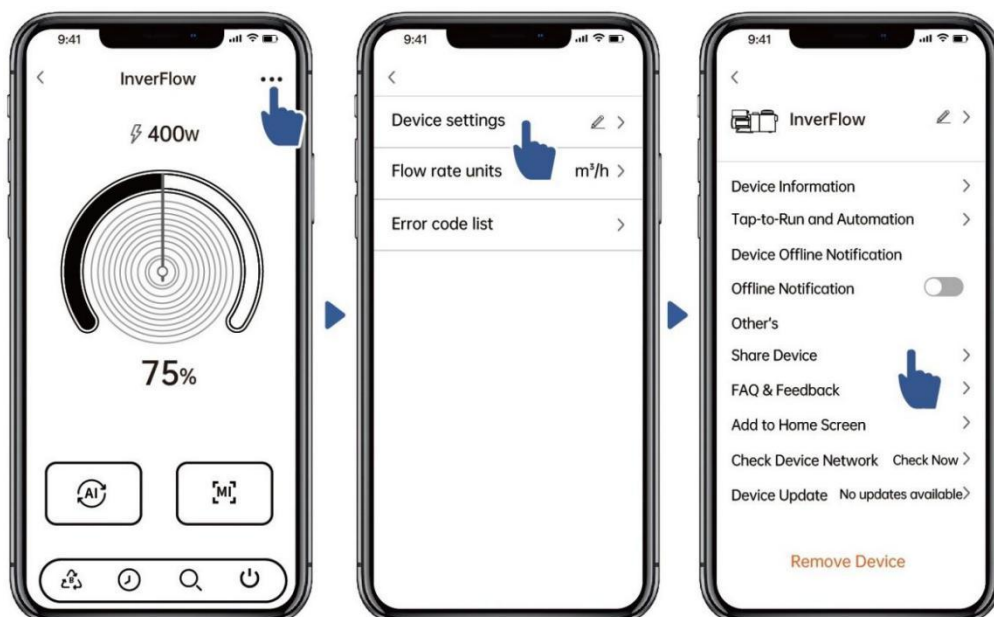 9:41
InverFlow
400W
75%
AI
MI
9:41
Device settings
Flow rate units m³/h
Error code list
9:41
InverFlow
Device Information
Tap-to-Run and Automation
Device Offline Notification
Offline Notification
Other's
Share Device
FAQ & Feedback
Add to Home Screen
Check Device Network Check Now
Device Update No updates available
Remove Device